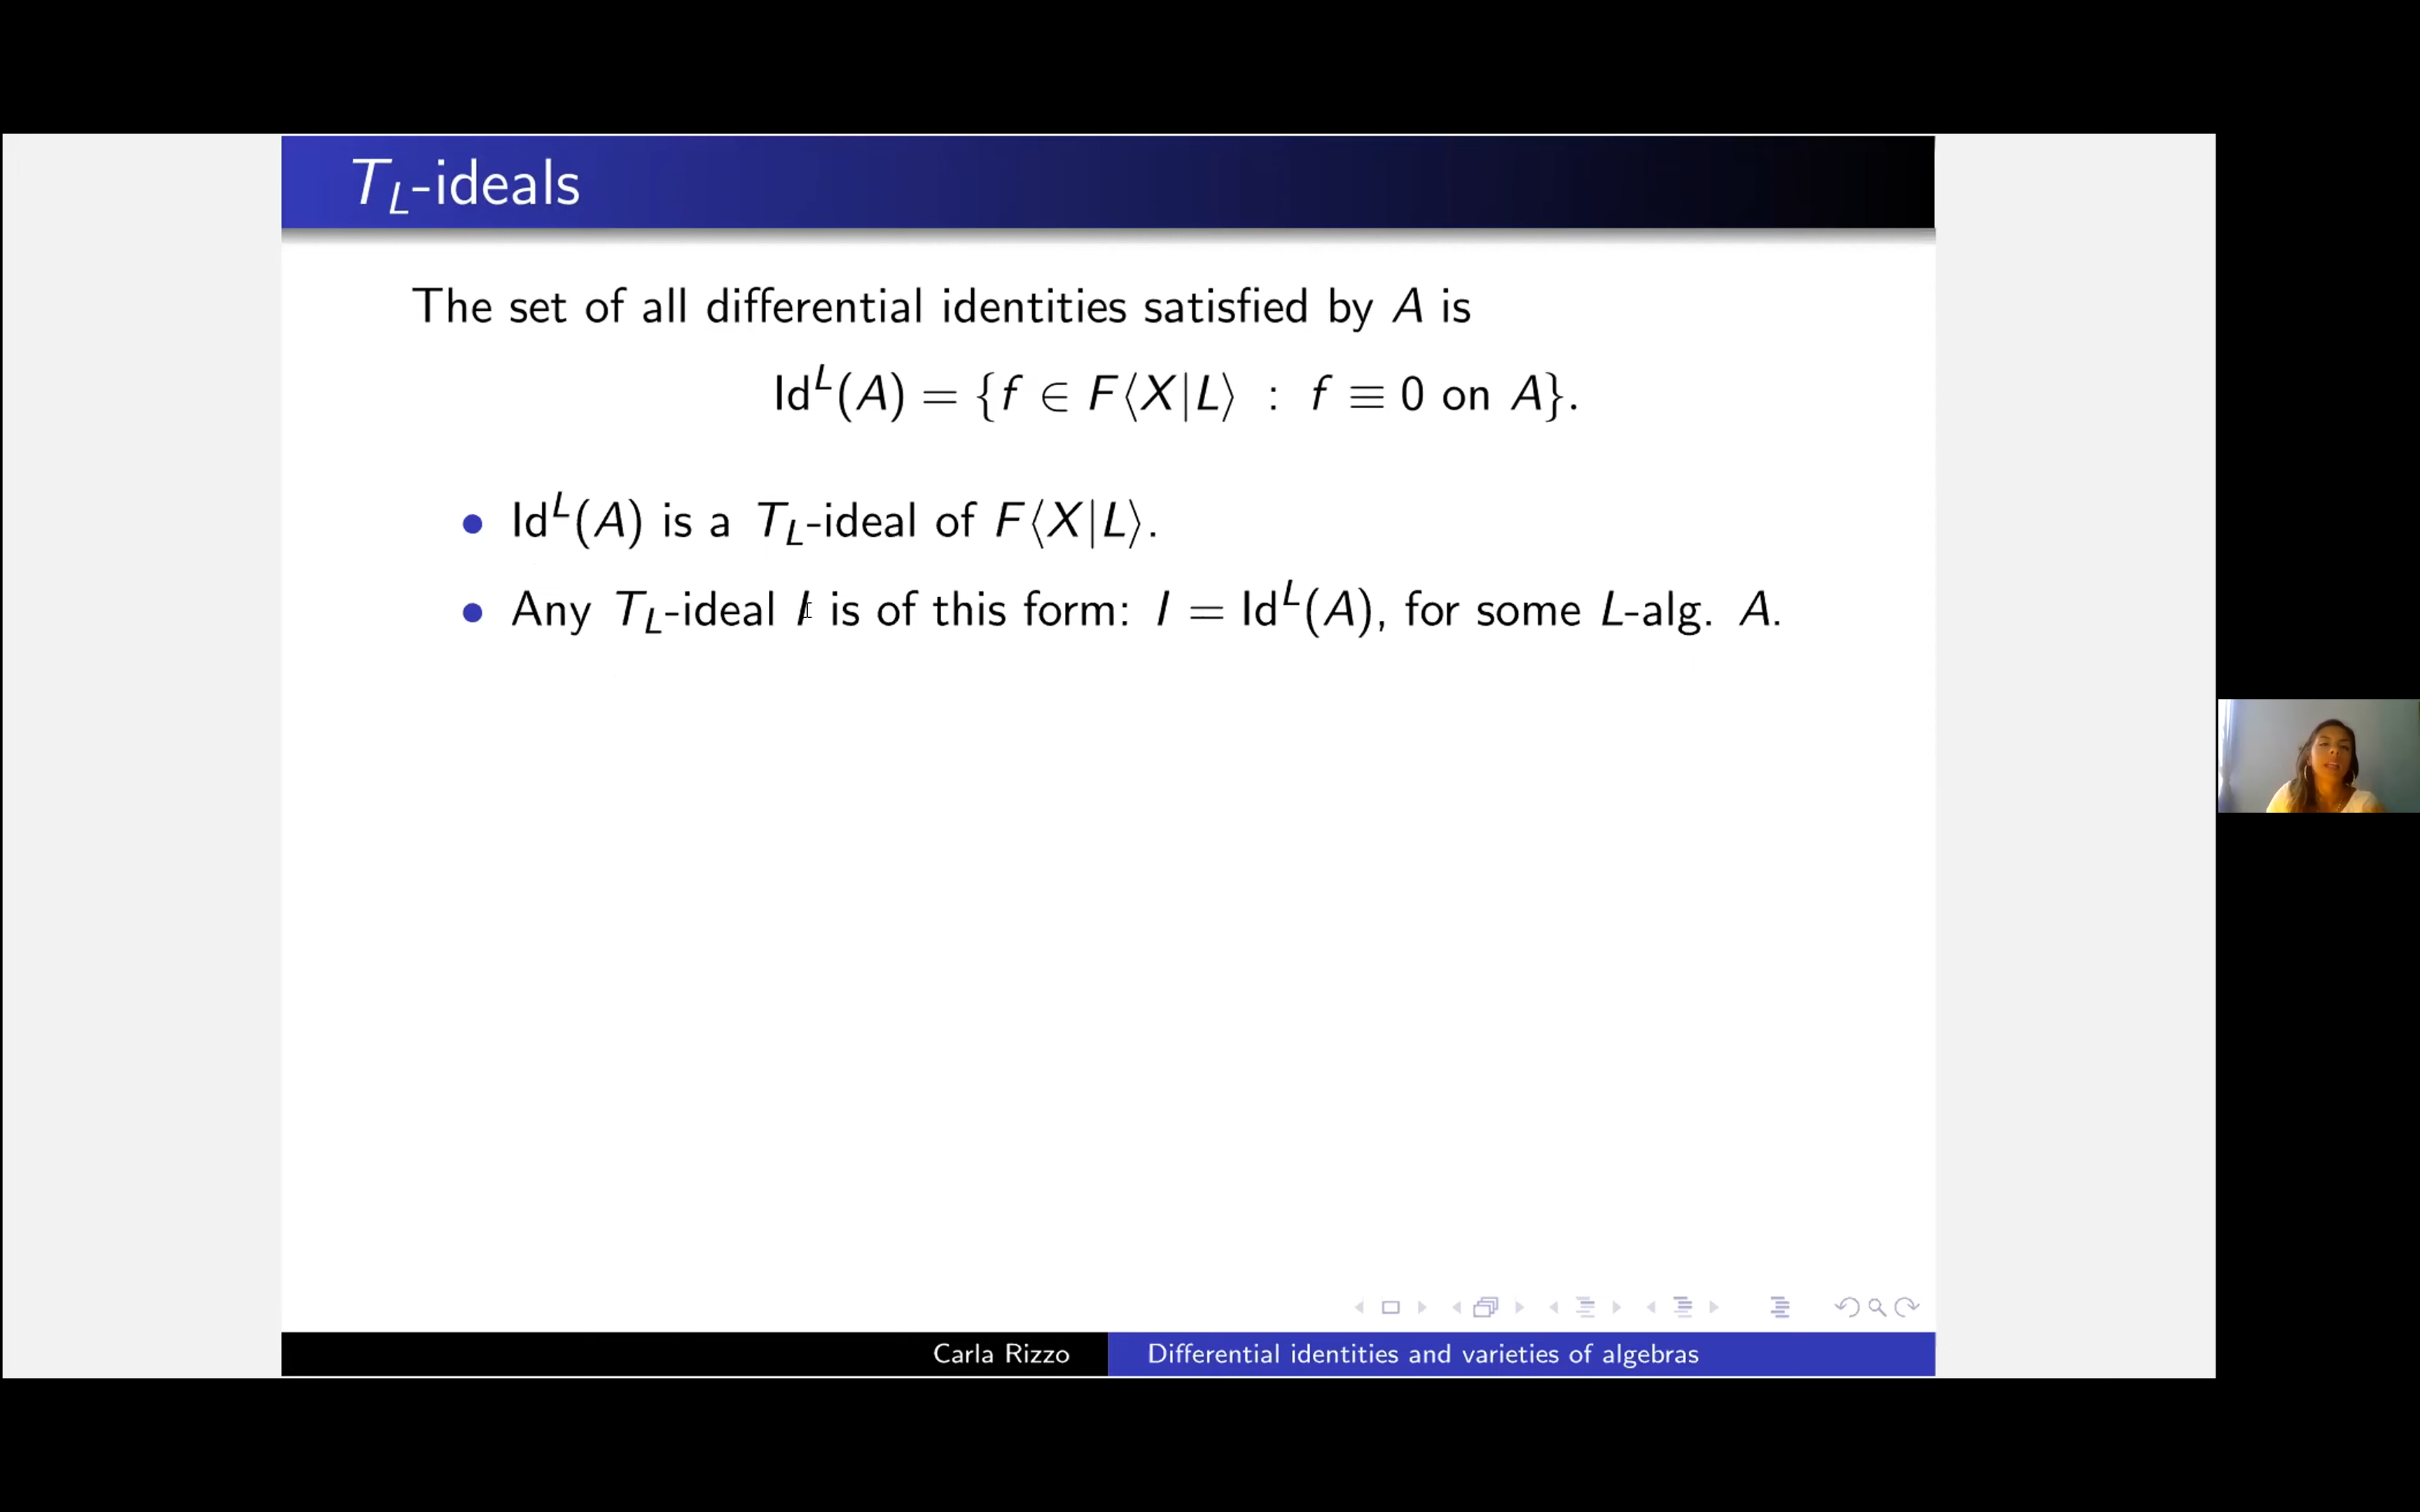 T_L-ideals
The set of all differential identities satisfied by A is
Id^L(A) = {f ∈ F⟨X|L⟩ : f ≡ 0 on A}.
• Id^L(A) is a T_L-ideal of F⟨X|L⟩.
• Any T_L-ideal I is of this form: I = Id^L(A), for some L-alg. A.
Carla Rizzo
Differential identities and varieties of algebras